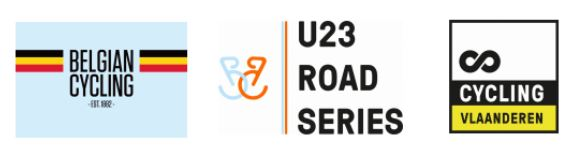 BELGIAN
CYCLING
- EST. 1882 -
U23
ROAD
SERIES
CYCLING
VLAANDEREN